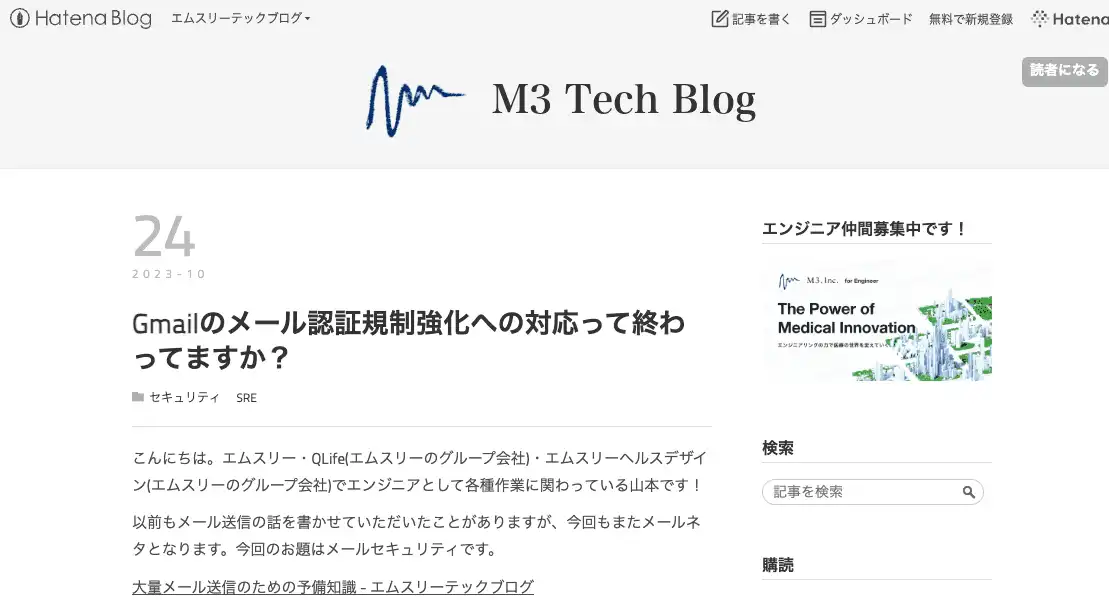 Hatena Blog
エムスリーテックブログ
記事を書く
ダッシュボード
無料で新規登録
Hatena
読者になる
M3 Tech Blog
24
2023-10
Gmailのメール認証規制強化への対応って終わ
ってますか？
セキュリティ SRE
こんにちは。エムスリー・QLife(エムスリーのグループ会社)・エムスリーヘルスデザイ
ン(エムスリーのグループ会社)でエンジニアとして各種作業に関わっている山本です！
以前もメール送信の話を書かせていただいたことがありますが、今回もまたメールネ
タとなります。今回のお題はメールセキュリティです。
大量メール送信のための予備知識 - エムスリーテックブログ
エンジニア仲間募集中です！
M3, Inc. for Engineer
The Power of
Medical Innovation
エンジニアリングの力で医療の世界を変えていく
検索
記事を検索
購読